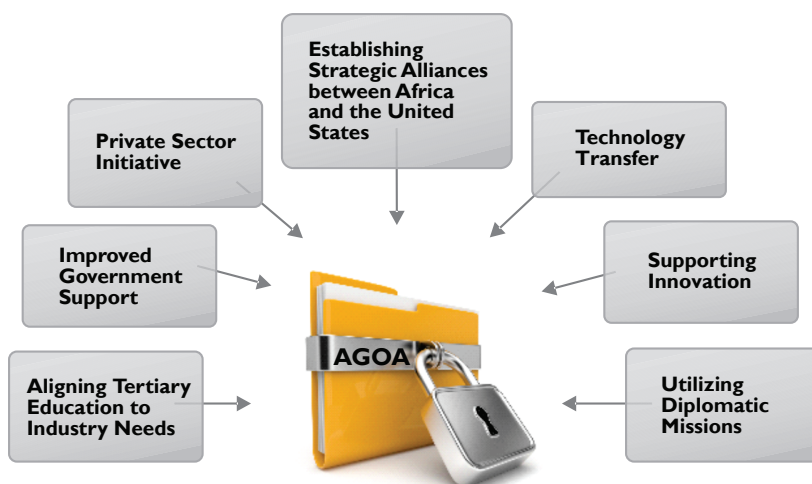 Establishing
Strategic Alliances
between Africa
and the United
States
Private Sector
Initiative
Technology
Transfer
Improved
Government
Support
Supporting
Innovation
AGOA
Aligning Tertiary
Education to
Industry Needs
Utilizing
Diplomatic
Missions